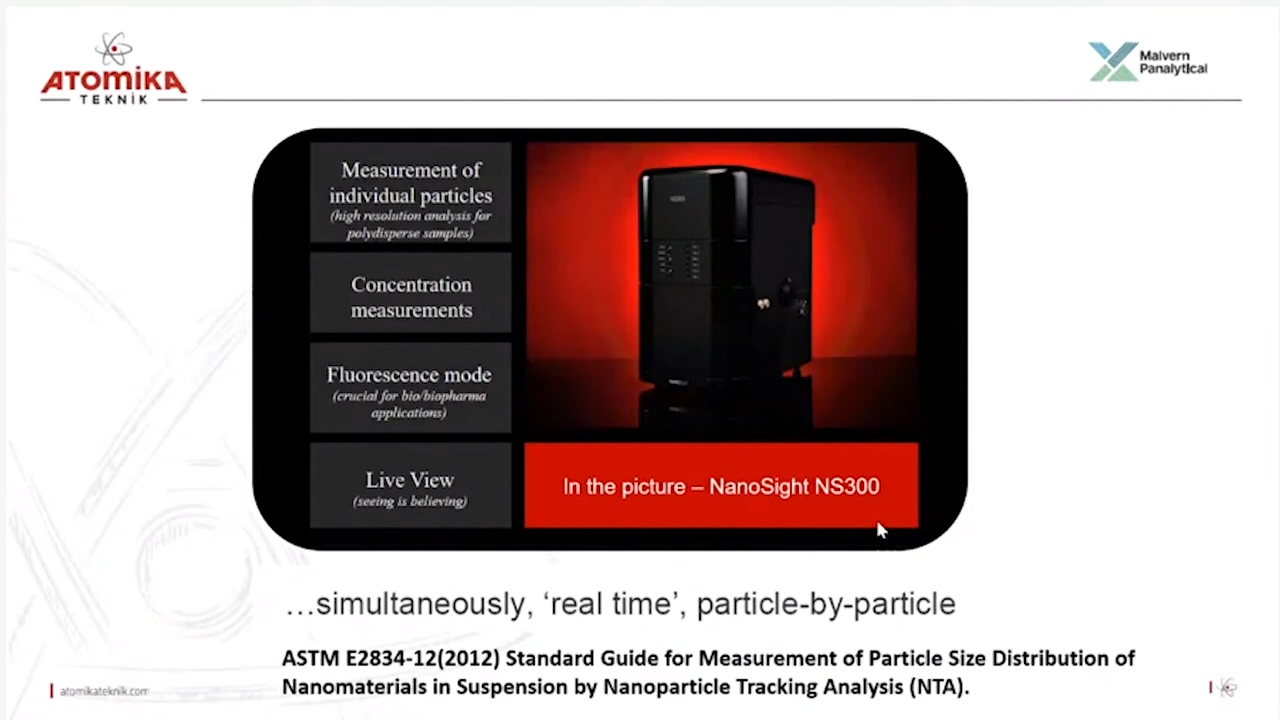 ATOMİKA
TEKNİK
Malvern
Panalytical
Measurement of
individual particles
(high resolution analysis for
polydisperse samples)
Concentration
measurements
Fluorescence mode
(crucial for bio/biopharma
applications)
Live View
(seeing is believing)
In the picture – NanoSight NS300
…simultaneously, ‘real time’, particle-by-particle
ASTM E2834-12(2012) Standard Guide for Measurement of Particle Size Distribution of
Nanomaterials in Suspension by Nanoparticle Tracking Analysis (NTA).
atomikateknik.com